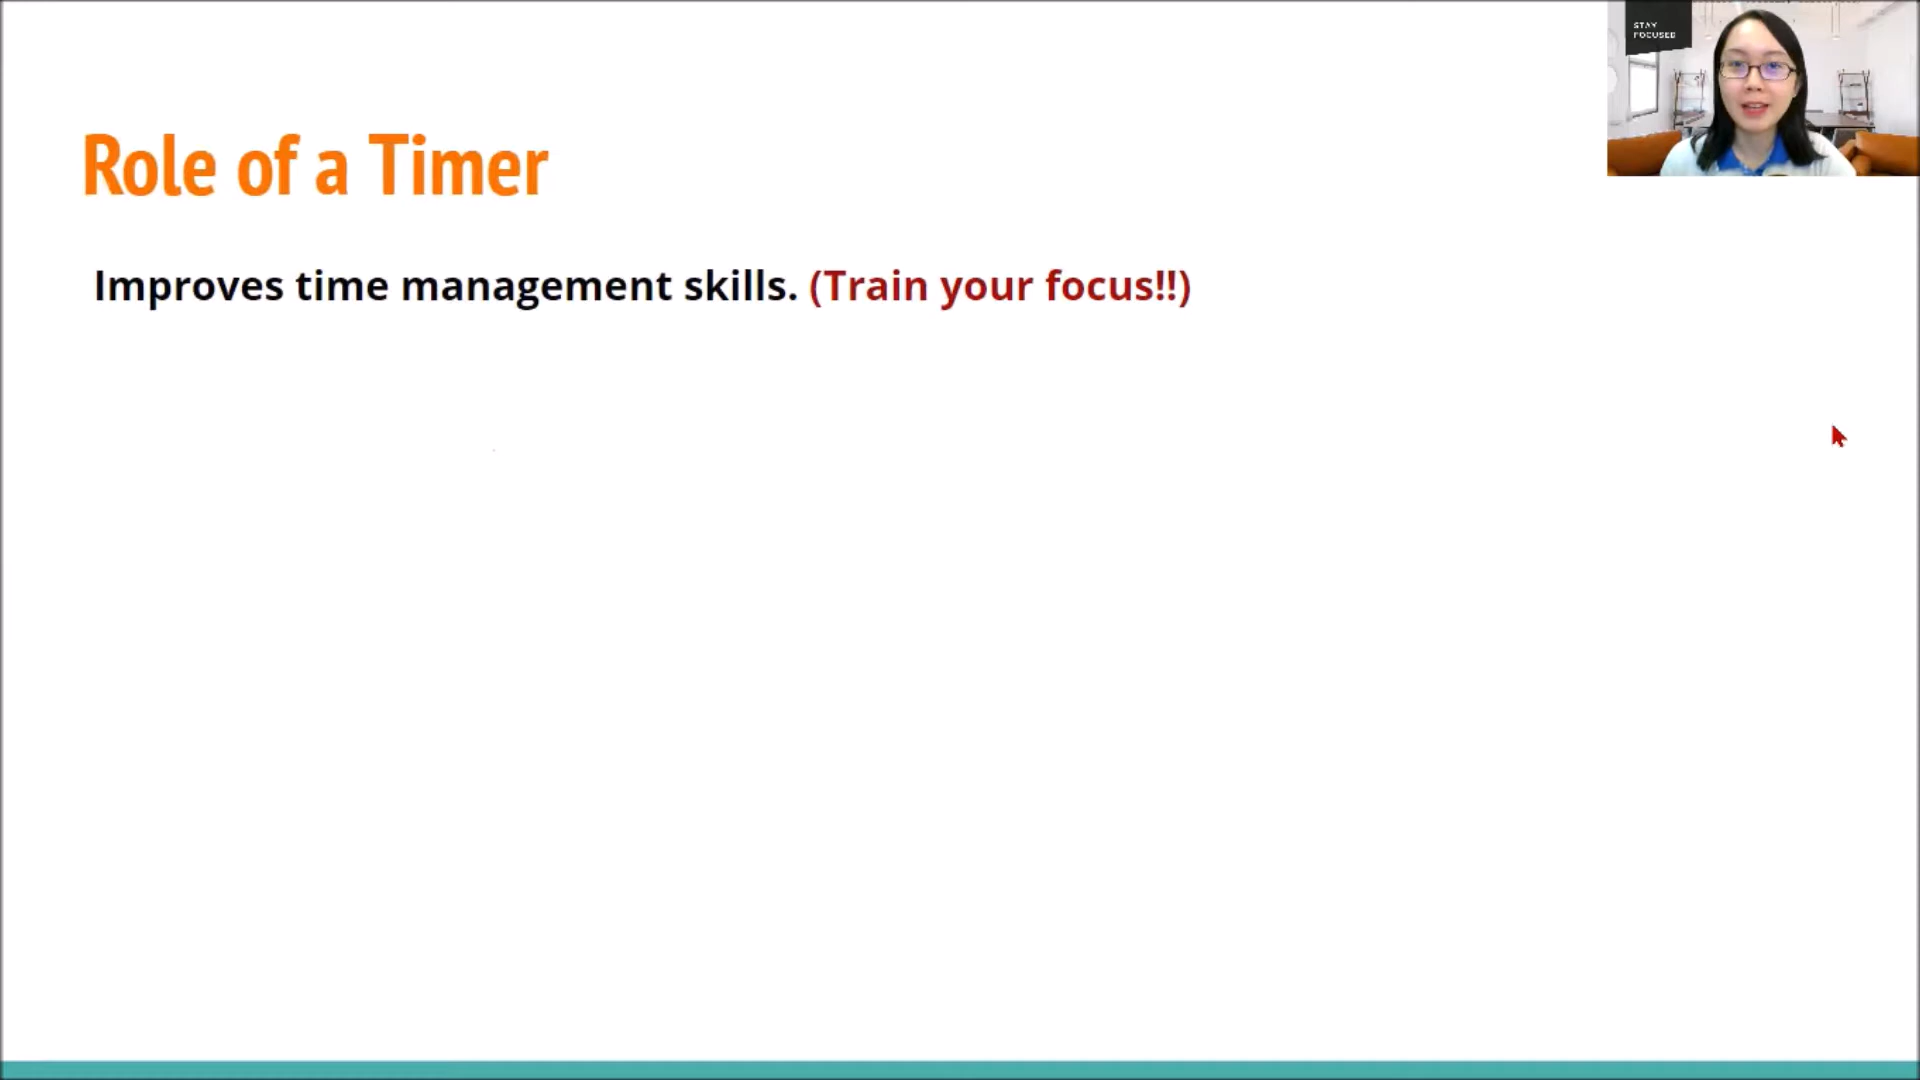 STAY
FOCUSED
Role of a Timer
Improves time management skills. (Train your focus!!)